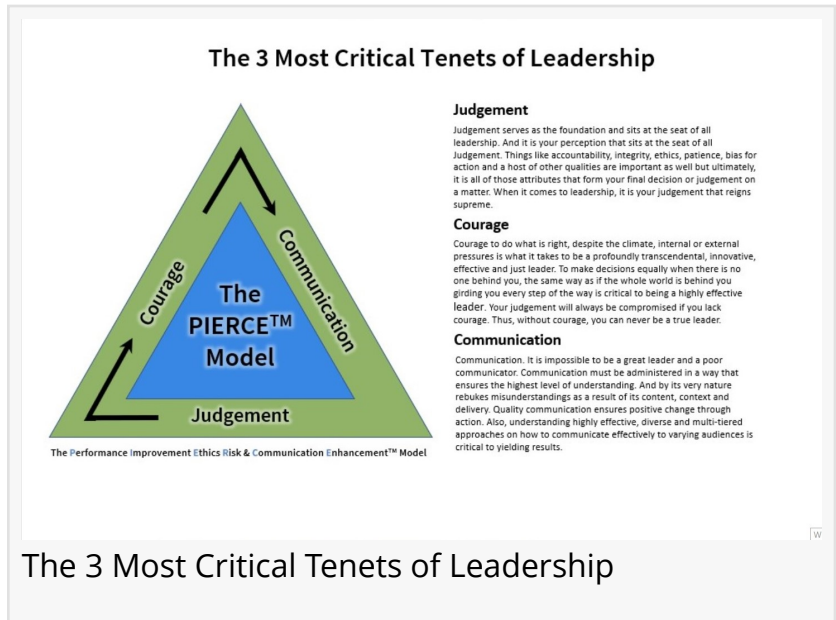 The 3 Most Critical Tenets of Leadership
Courage
Communication
The
PIERCE™
Model
Judgement
The Performance Improvement Ethics Risk & Communication Enhancement™ Model
Judgement
Judgement serves as the foundation and sits at the seat of all
leadership. And it is your perception that sits at the seat of all
Judgement. Things like accountability, integrity, ethics, patience, bias for
action and a host of other qualities are important as well but ultimately,
it is all of those attributes that form your final decision or judgement on
a matter. When it comes to leadership, it is your judgement that reigns
supreme.
Courage
Courage to do what is right, despite the climate, internal or external
pressures is what it takes to be a profoundly transcendental, innovative,
effective and just leader. To make decisions equally when there is no
one behind you, the same way as if the whole world is behind you
girding you every step of the way is critical to being a highly effective
leader. Your judgement will always be compromised if you lack
courage. Thus, without courage, you can never be a true leader.
Communication
Communication. It is impossible to be a great leader and a poor
communicator. Communication must be administered in a way that
ensures the highest level of understanding. And by its very nature
rebukes misunderstandings as a result of its content, context and
delivery. Quality communication ensures positive change through
action. Also, understanding highly effective, diverse and multi-tiered
approaches on how to communicate effectively to varying audiences is
critical to yielding results.
W
The 3 Most Critical Tenets of Leadership